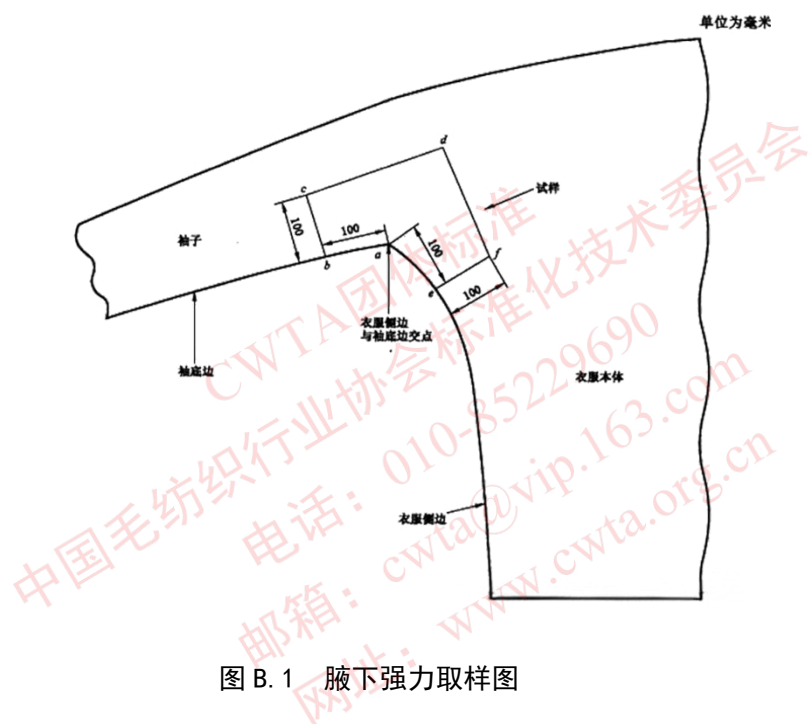 单位为毫米
d
c
试样
100
100
袖子
100
b
a
f
e
100
衣服侧边
与袖底边交点
袖底边
衣服本体
衣服侧边
CWTA团体标准
中国毛纺织行业协会标准化技术委员会
电话：010-85229690
邮箱：cwta@vip.163.com
网址：www.cwta.org.cn
图 B.1 腋下强力取样图